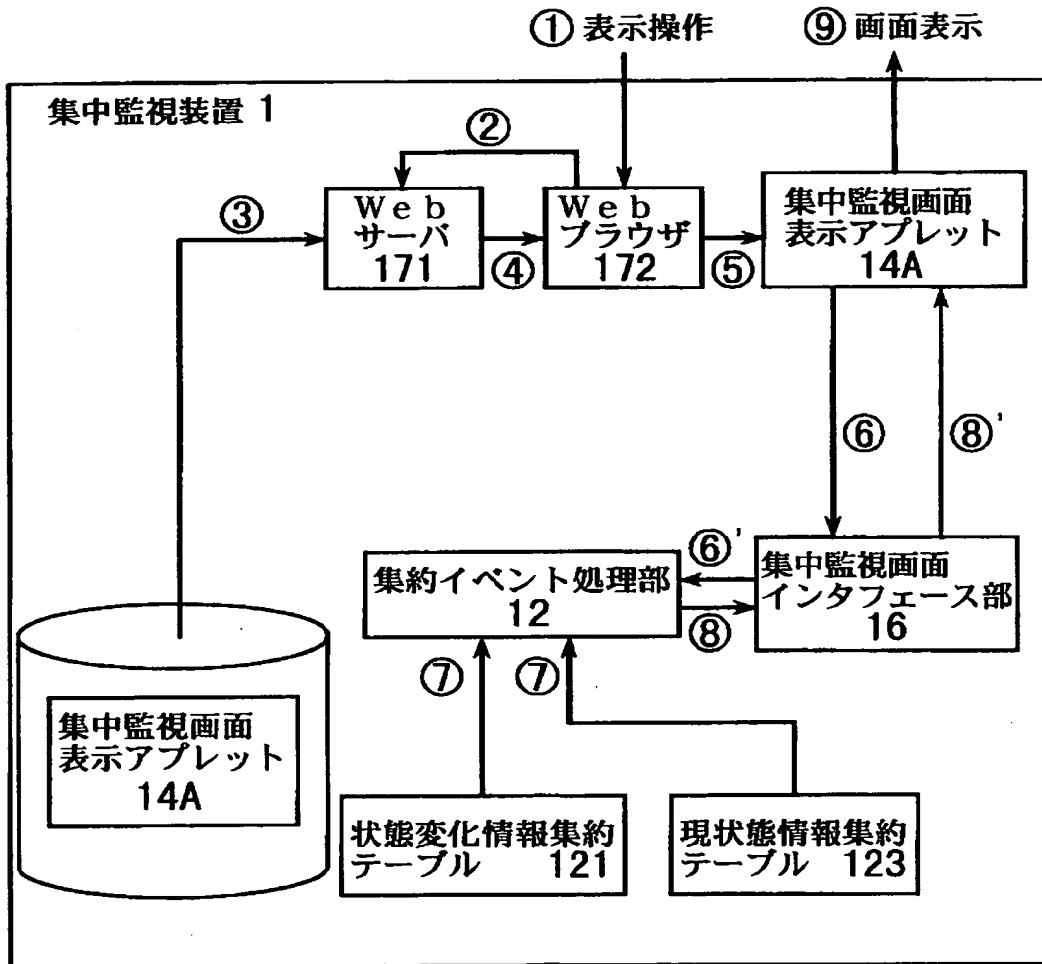 ① 表示操作
⑨ 画面表示
集中監視装置 1
②
③
Web
サーバ
171
④
Web
ブラウザ
172
⑤
集中監視画面
表示アプレット
14A
⑥
⑧'
⑥'
集約イベント処理部
12
⑧
集中監視画面
インタフェース部
16
⑦
⑦
集中監視画面
表示アプレット
14A
状態変化情報集約
テーブル 121
現状態情報集約
テーブル 123